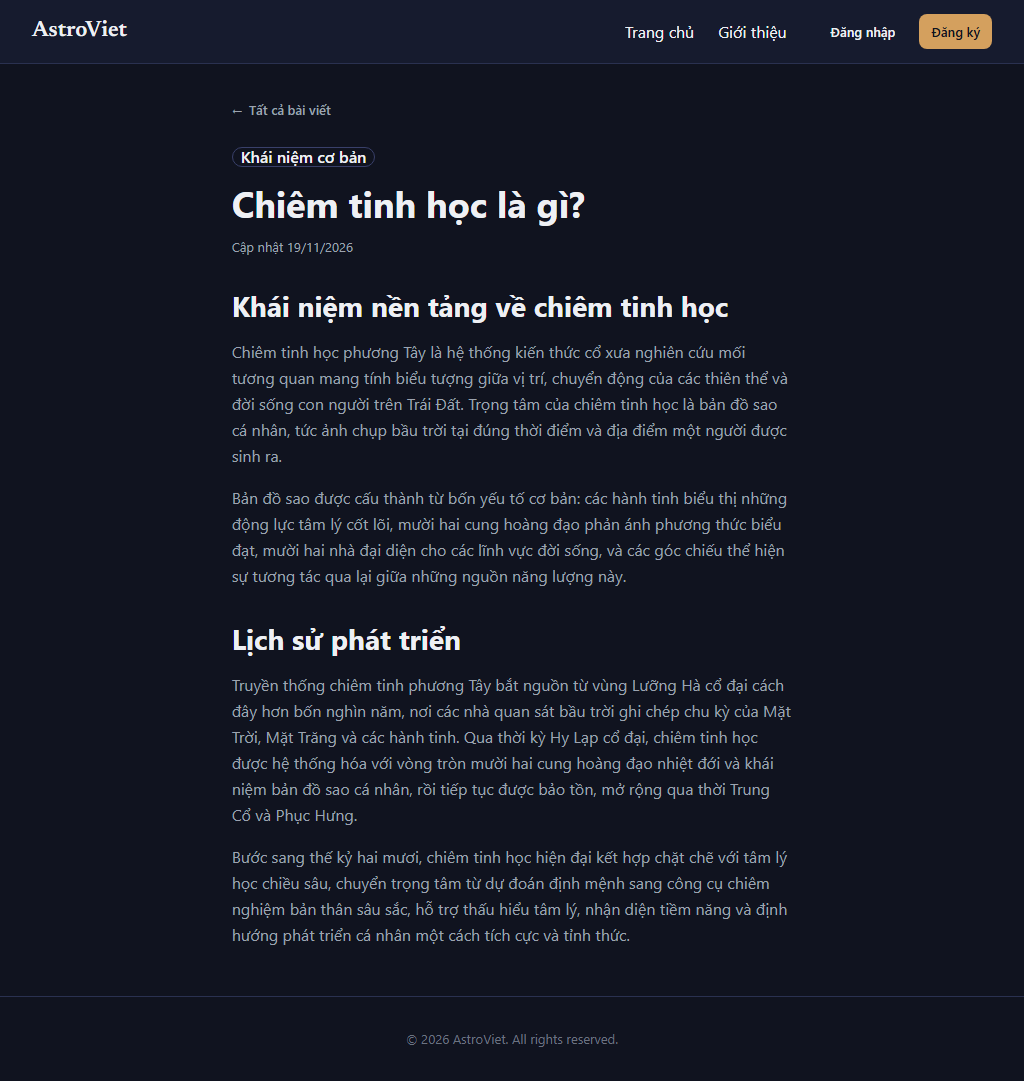 AstroViet
Trang chủ
Giới thiệu
Đăng nhập
Đăng ký
← Tất cả bài viết
Khái niệm cơ bản
Chiêm tinh học là gì?
Cập nhật 19/11/2026
Khái niệm nền tảng về chiêm tinh học
Chiêm tinh học phương Tây là hệ thống kiến thức cổ xưa nghiên cứu mối
tương quan mang tính biểu tượng giữa vị trí, chuyển động của các thiên thể và
đời sống con người trên Trái Đất. Trọng tâm của chiêm tinh học là bản đồ sao
cá nhân, tức ảnh chụp bầu trời tại đúng thời điểm và địa điểm một người được
sinh ra.
Bản đồ sao được cấu thành từ bốn yếu tố cơ bản: các hành tinh biểu thị những
động lực tâm lý cốt lõi, mười hai cung hoàng đạo phản ánh phương thức biểu
đạt, mười hai nhà đại diện cho các lĩnh vực đời sống, và các góc chiếu thể hiện
sự tương tác qua lại giữa những nguồn năng lượng này.
Lịch sử phát triển
Truyền thống chiêm tinh phương Tây bắt nguồn từ vùng Lưỡng Hà cổ đại cách
đây hơn bốn nghìn năm, nơi các nhà quan sát bầu trời ghi chép chu kỳ của Mặt
Trời, Mặt Trăng và các hành tinh. Qua thời kỳ Hy Lạp cổ đại, chiêm tinh học
được hệ thống hóa với vòng tròn mười hai cung hoàng đạo nhiệt đới và khái
niệm bản đồ sao cá nhân, rồi tiếp tục được bảo tồn, mở rộng qua thời Trung
Cổ và Phục Hưng.
Bước sang thế kỷ hai mươi, chiêm tinh học hiện đại kết hợp chặt chẽ với tâm lý
học chiều sâu, chuyển trọng tâm từ dự đoán định mệnh sang công cụ chiêm
nghiệm bản thân sâu sắc, hỗ trợ thấu hiểu tâm lý, nhận diện tiềm năng và định
hướng phát triển cá nhân một cách tích cực và tỉnh thức.
© 2026 AstroViet. All rights reserved.